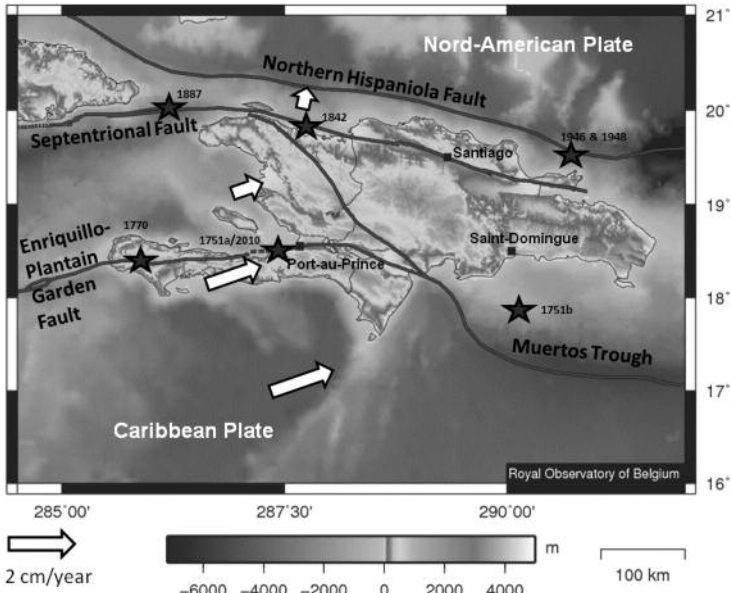 21°
Nord-American Plate
Northern Hispaniola Fault
1887
20°
Septentrional Fault
1842
1946 & 1948
Santiago
19°
1770
Enriquillo-
Plantain
Garden
Fault
1751a/2010
Port-au-Prince
Saint-Domingue
18°
1751b
Muertos Trough
17°
Caribbean Plate
Royal Observatory of Belgium
16°
285°00'
287°30'
290°00'
2 cm/year
m
−6000 −4000 −2000 0 2000 4000
100 km